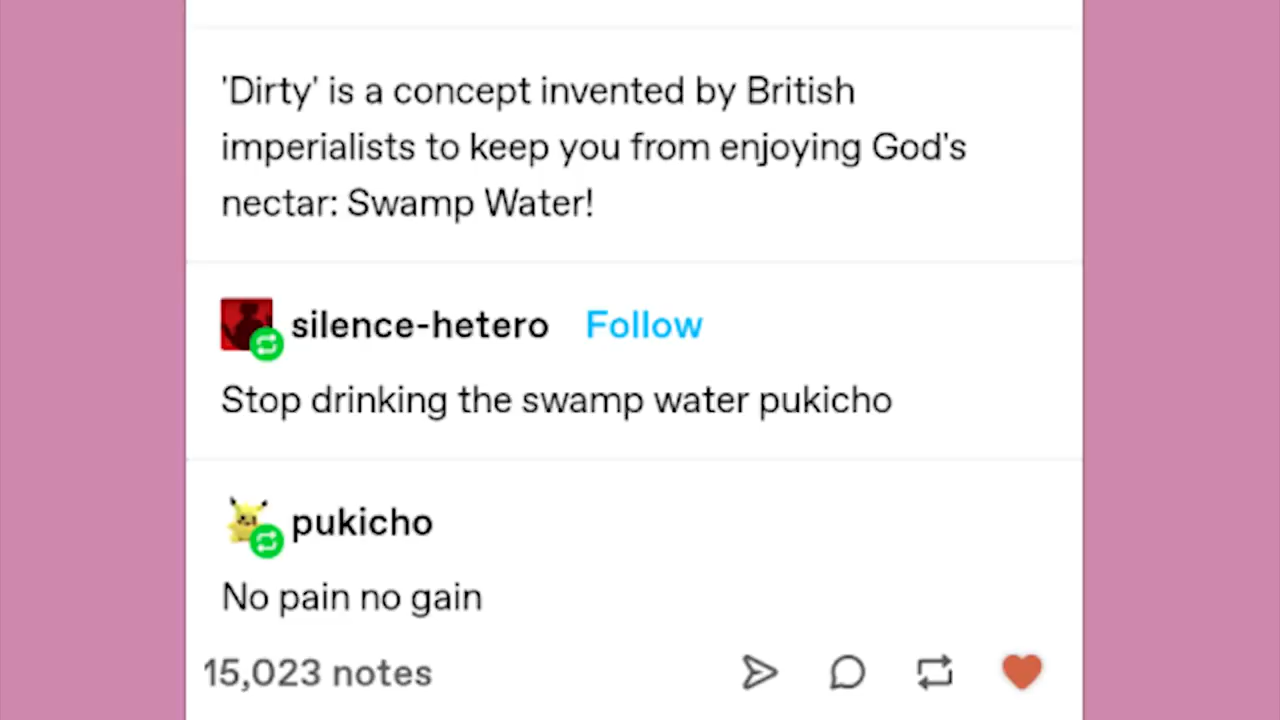 'Dirty' is a concept invented by British
imperialists to keep you from enjoying God's
nectar: Swamp Water!
silence-hetero Follow
Stop drinking the swamp water pukicho
pukicho
No pain no gain
15,023 notes